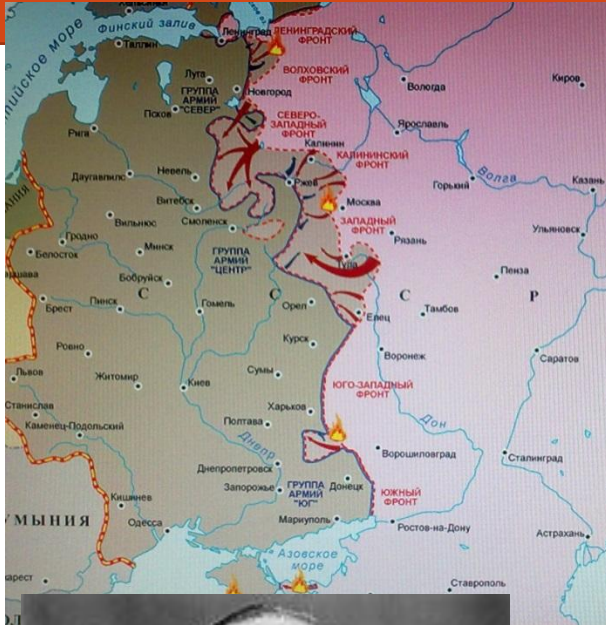 Финский залив
Ленинград
ЛЕНИНГРАДСКИЙ
ФРОНТ
Таллин
тийское море
Луга
ГРУППА
АРМИЙ
"СЕВЕР"
Новгород
ВОЛХОВСКИЙ
ФРОНТ
Вологда
Киров
Псков
СЕВЕРО-
ЗАПАДНЫЙ
ФРОНТ
Ярославль
Рига
Калинин
КАЛИНИНСКИЙ
ФРОНТ
Волга
Даугавпилс
Невель
Ржев
Горький
Казань
Витебск
Москва
Вильнюс
Смоленск
ЗАПАДНЫЙ
ФРОНТ
Ульяновск
Гродно
Минск
ГРУППА
АРМИЙ
"ЦЕНТР"
Рязань
Белосток
Тула
Пенза
Бобруйск
С
С
Р
Брест
Пинск
Гомель
Орел
Елец
Тамбов
Курск
Ровно
Воронеж
Саратов
Львов
Житомир
Киев
Сумы
ЮГО-ЗАПАДНЫЙ
ФРОНТ
Станислав
Харьков
Каменец-Подольский
Полтава
Дон
Днепр
Ворошиловград
Сталинград
Днепропетровск
Запорожье
ГРУППА
АРМИЙ
"ЮГ"
Донецк
ЮЖНЫЙ
ФРОНТ
Кишинев
УМЫНИЯ
Одесса
Мариуполь
Ростов-на-Дону
Астрахань
Азовское
море
Ставрополь